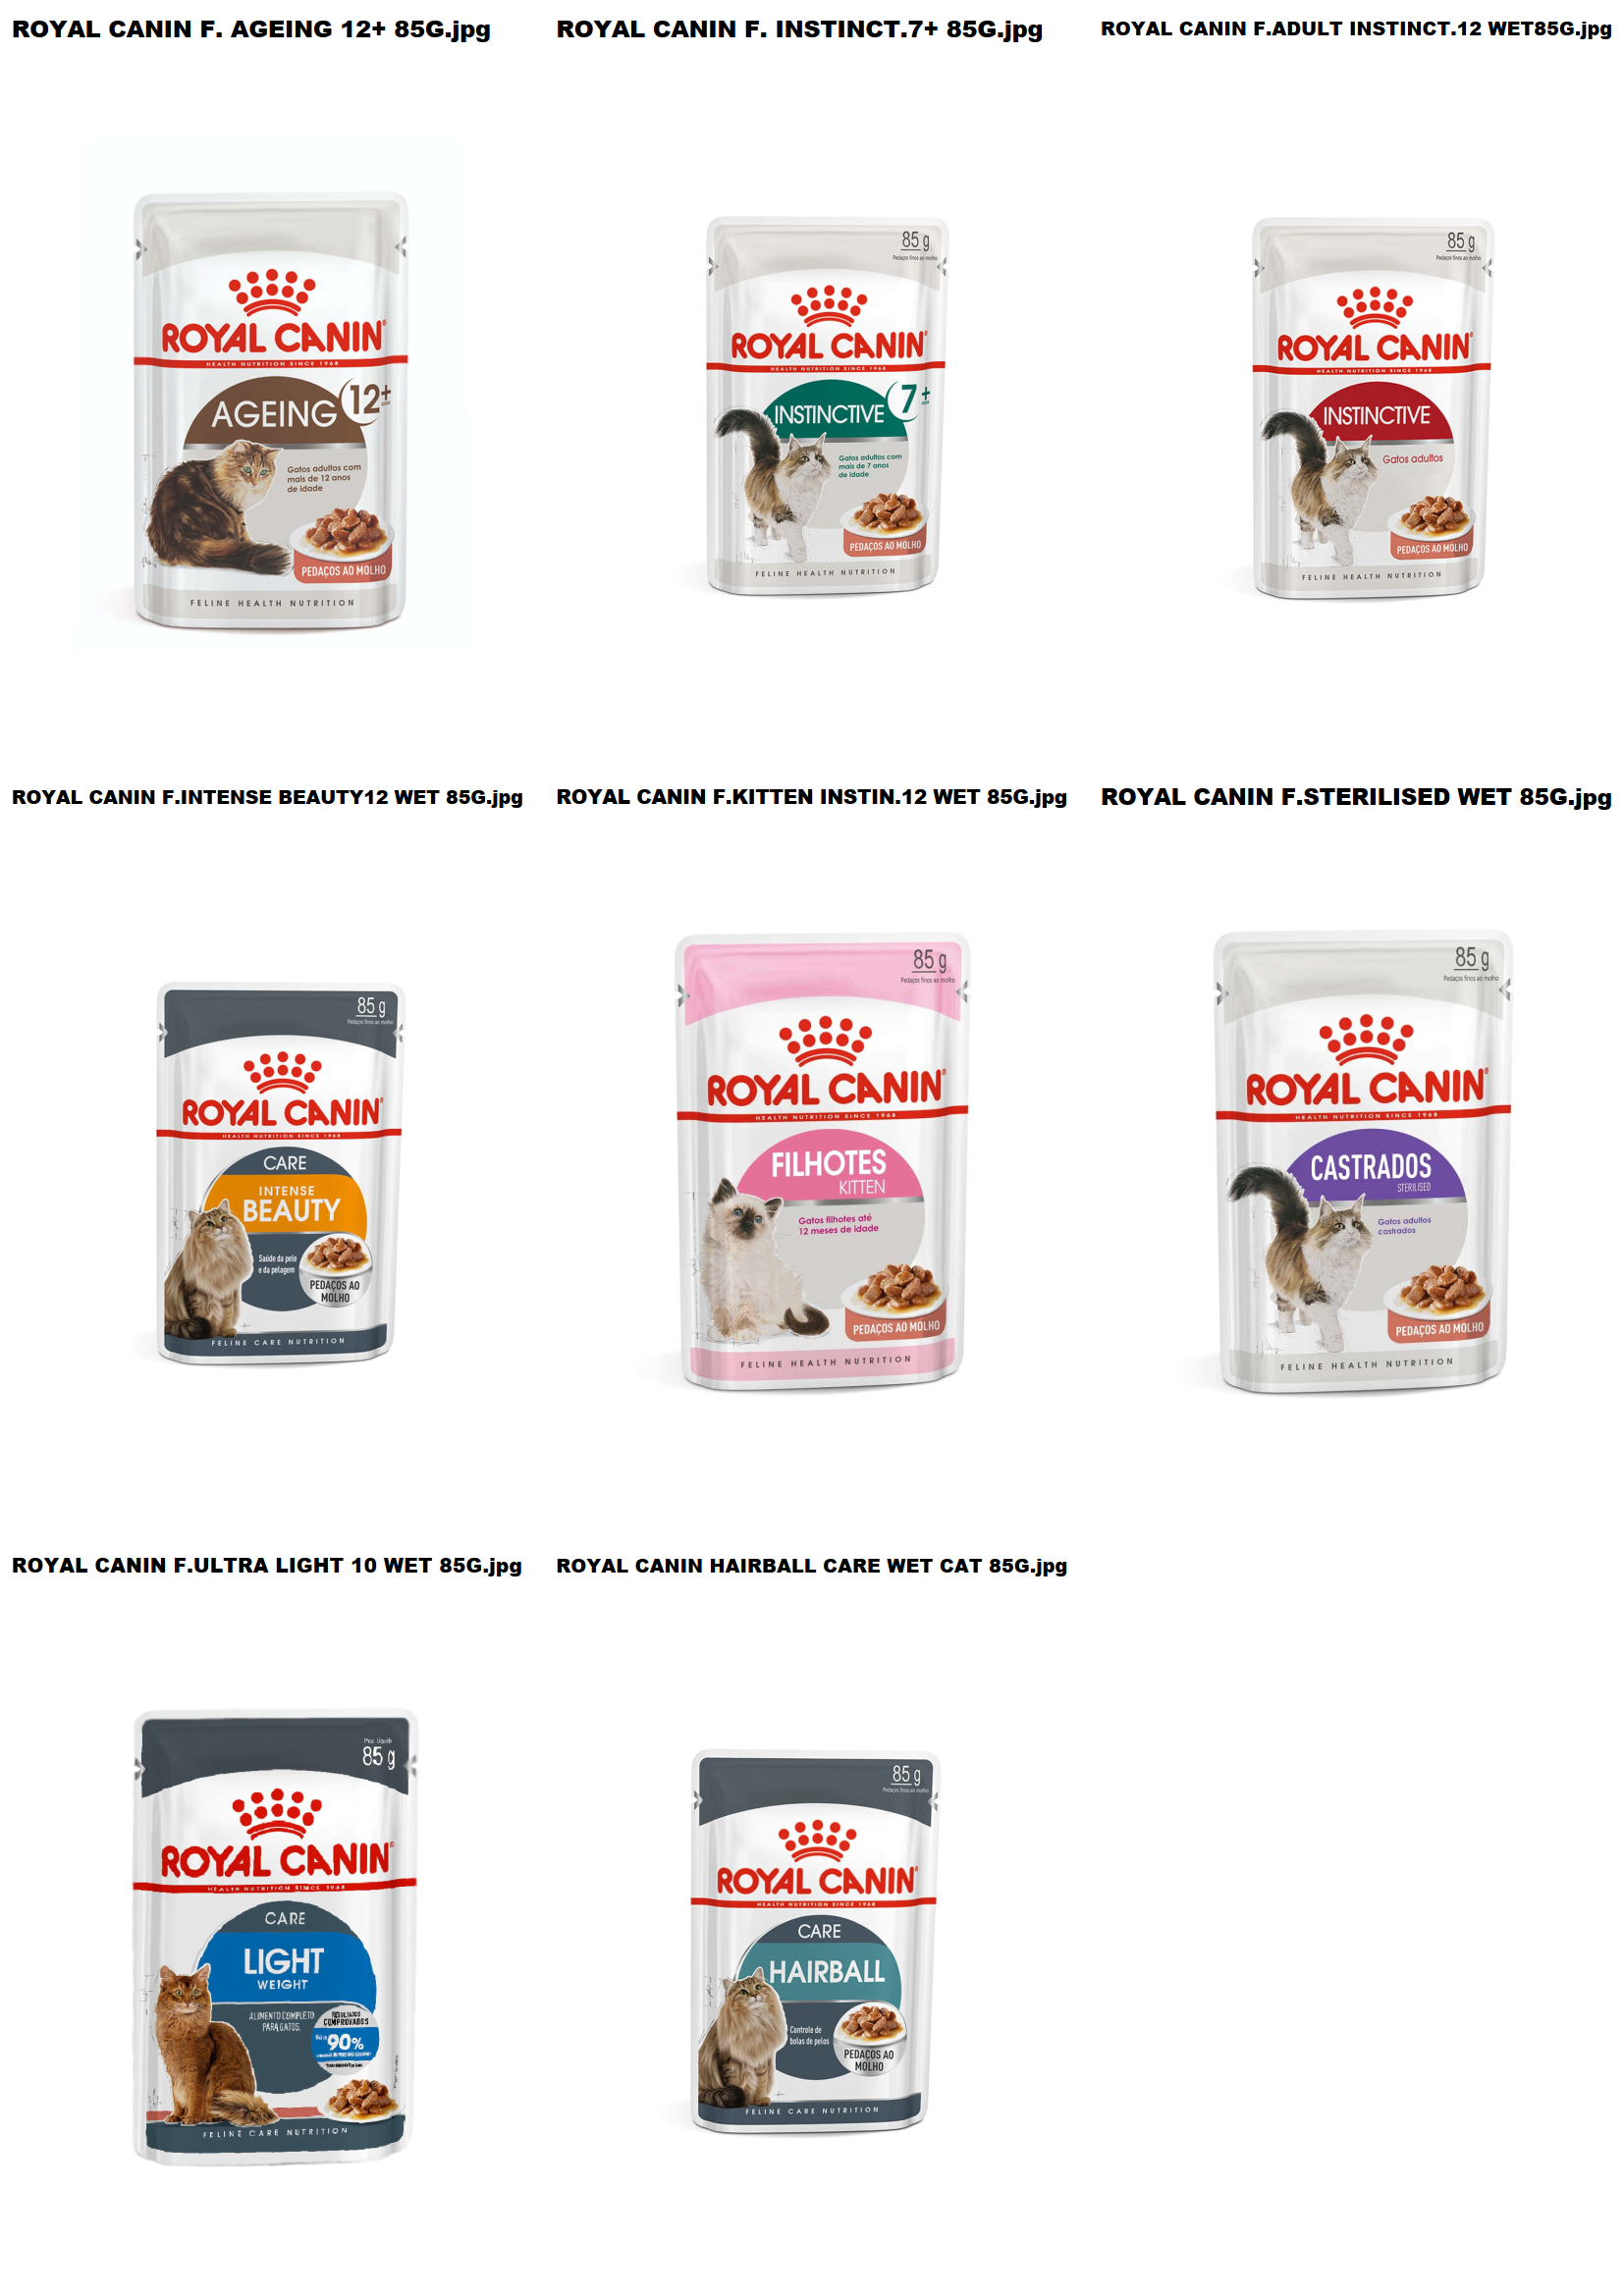 ROYAL CANIN F. AGEING 12+ 85G.jpg
ROYAL CANIN
HEALTH NUTRITION SINCE 1968
AGEING 12+
Gatos adultos com
mais de 12 anos
de idade
PEDAÇOS AO MOLHO
FELINE HEALTH NUTRITION
ROYAL CANIN F. INSTINCT.7+ 85G.jpg
85 g
Pedaços finos ao molho
ROYAL CANIN
HEALTH NUTRITION SINCE 1968
INSTINCTIVE 7+
Gatos adultos com
mais de 7 anos
de idade
PEDAÇOS AO MOLHO
FELINE HEALTH NUTRITION
ROYAL CANIN F.ADULT INSTINCT.12 WET85G.jpg
85 g
Pedaços finos ao molho
ROYAL CANIN
HEALTH NUTRITION SINCE 1968
INSTINCTIVE
Gatos adultos
PEDAÇOS AO MOLHO
FELINE HEALTH NUTRITION
ROYAL CANIN F.INTENSE BEAUTY12 WET 85G.jpg
85 g
Pedaços finos ao molho
ROYAL CANIN
HEALTH NUTRITION SINCE 1968
CARE
INTENSE
BEAUTY
Saúde da pele
e da pelagem
PEDAÇOS AO
MOLHO
FELINE CARE NUTRITION
ROYAL CANIN F.KITTEN INSTIN.12 WET 85G.jpg
85 g
Pedaços finos ao molho
ROYAL CANIN
HEALTH NUTRITION SINCE 1968
FILHOTES
KITTEN
Gatos filhotes até
12 meses de idade
PEDAÇOS AO MOLHO
FELINE HEALTH NUTRITION
ROYAL CANIN F.STERILISED WET 85G.jpg
85 g
Pedaços finos ao molho
ROYAL CANIN
HEALTH NUTRITION SINCE 1968
CASTRADOS
STERILISED
Gatos adultos
castrados
PEDAÇOS AO MOLHO
FELINE HEALTH NUTRITION
ROYAL CANIN F.ULTRA LIGHT 10 WET 85G.jpg
Peso Líquido
85 g
ROYAL CANIN
HEALTH NUTRITION SINCE 1968
CARE
LIGHT
WEIGHT
ALIMENTO COMPLETO
PARA GATOS.
RESULTADOS
COMPROVADOS
90%
FELINE CARE NUTRITION
ROYAL CANIN HAIRBALL CARE WET CAT 85G.jpg
85 g
Pedaços finos ao molho
ROYAL CANIN
HEALTH NUTRITION SINCE 1968
CARE
HAIRBALL
Controle de
bolas de pelos
PEDAÇOS AO
MOLHO
FELINE CARE NUTRITION